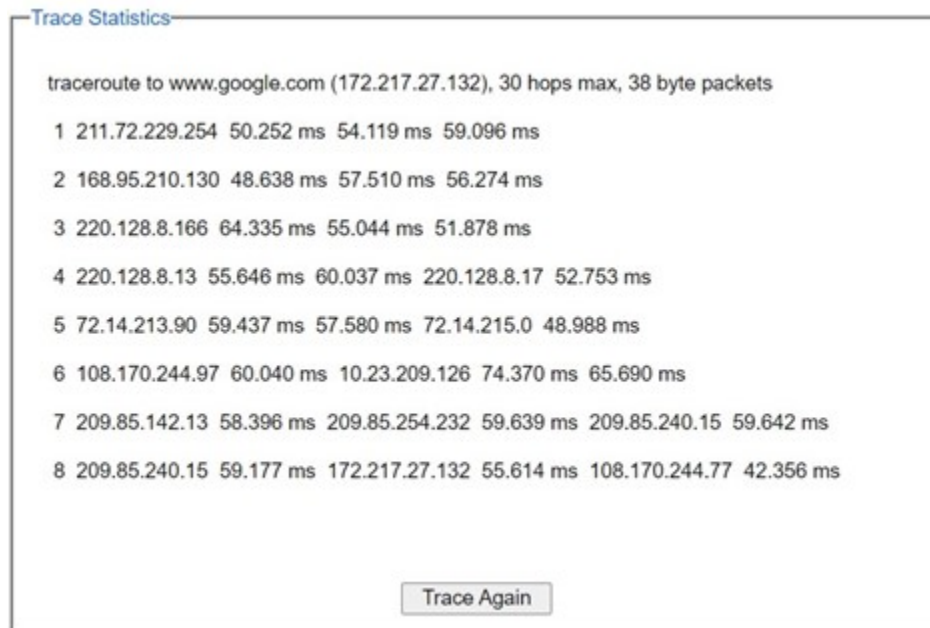 Trace Statistics
traceroute to www.google.com (172.217.27.132), 30 hops max, 38 byte packets
1 211.72.229.254 50.252 ms 54.119 ms 59.096 ms
2 168.95.210.130 48.638 ms 57.510 ms 56.274 ms
3 220.128.8.166 64.335 ms 55.044 ms 51.878 ms
4 220.128.8.13 55.646 ms 60.037 ms 220.128.8.17 52.753 ms
5 72.14.213.90 59.437 ms 57.580 ms 72.14.215.0 48.988 ms
6 108.170.244.97 60.040 ms 10.23.209.126 74.370 ms 65.690 ms
7 209.85.142.13 58.396 ms 209.85.254.232 59.639 ms 209.85.240.15 59.642 ms
8 209.85.240.15 59.177 ms 172.217.27.132 55.614 ms 108.170.244.77 42.356 ms
Trace Again